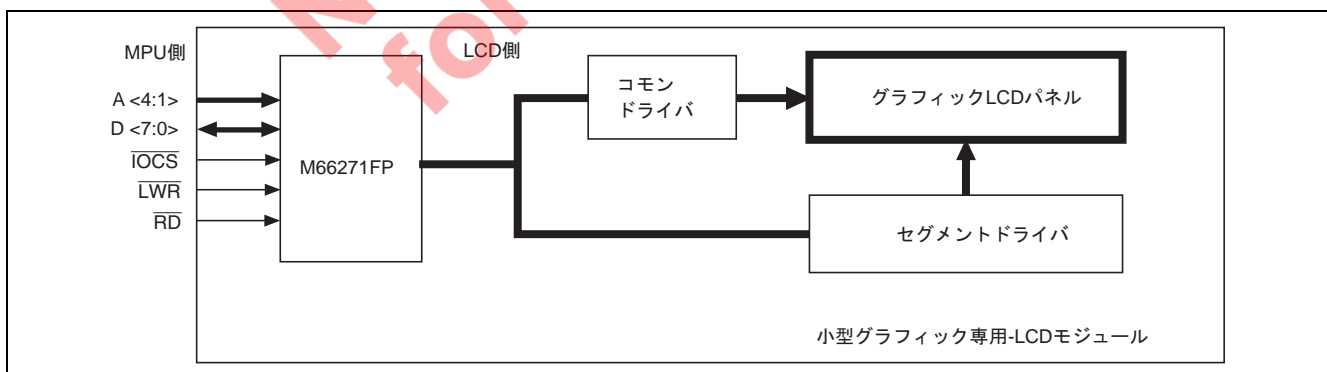 MPU側
LCD側
A <4:1>
D <7:0>
IOCS
LWR
RD
M66271FP
コモン
ドライバ
グラフィックLCDパネル
セグメントドライバ
小型グラフィック専用-LCDモジュール
for